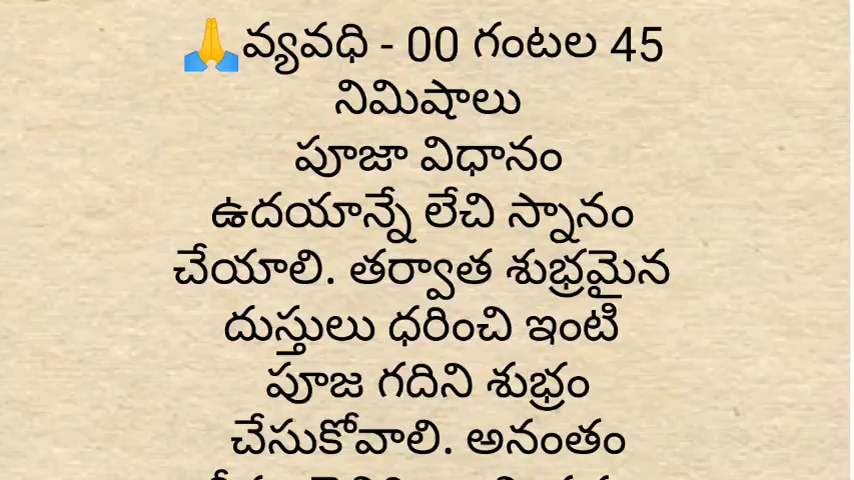 🙏వ్యవధి - 00 గంటల 45
నిమిషాలు
పూజా విధానం
ఉదయాన్నే లేచి స్నానం
చేయాలి. తర్వాత శుభ్రమైన
దుస్తులు ధరించి ఇంటి
పూజ గదిని శుభ్రం
చేసుకోవాలి. అనంతం